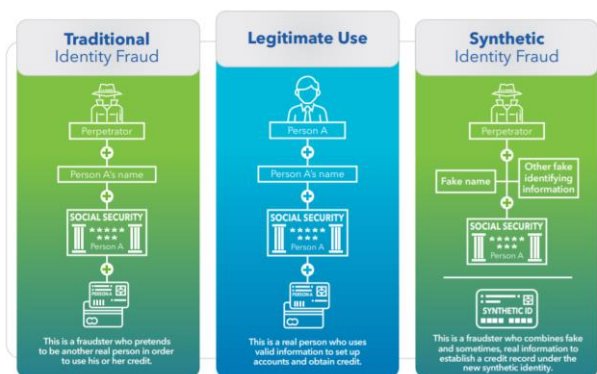 Traditional
Identity Fraud
Perpetrator
Person A's name
SOCIAL SECURITY
★★★★★
★★★
Person A
PERSON A
This is a fraudster who pretends
to be another real person in order
to use his or her credit.
Legitimate Use
Person A
Person A's name
SOCIAL SECURITY
★★★★★
★★★
Person A
PERSON A
This is a real person who uses
valid information to set up
accounts and obtain credit.
Synthetic
Identity Fraud
Perpetrator
Fake name
Other fake
identifying
information
SOCIAL SECURITY
★★★★★
★★★
Person A
SYNTHETIC ID
This is a fraudster who combines fake
and sometimes, real information to
establish a credit record under the
new synthetic identity.